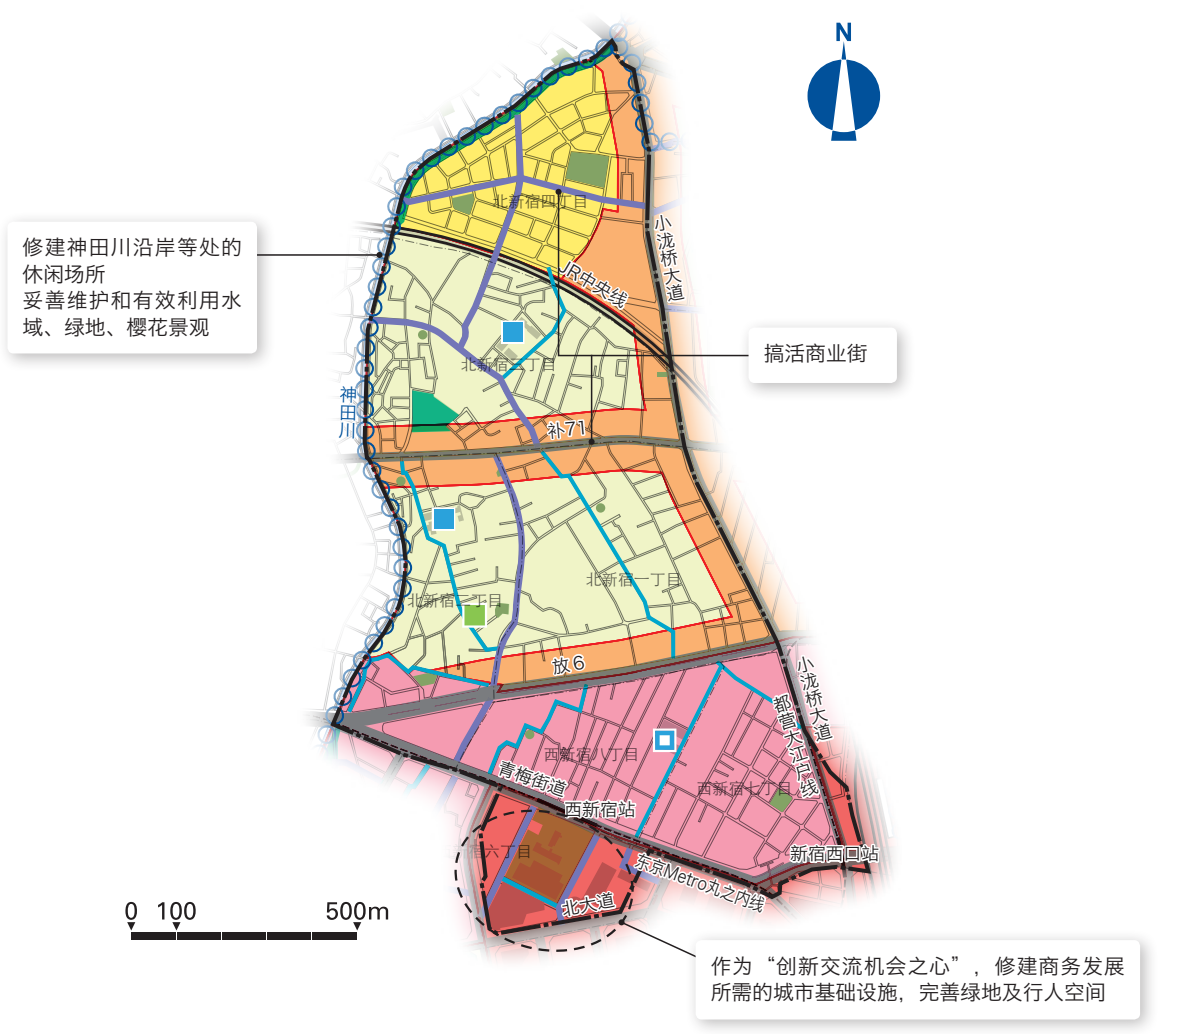 N
北新宿四丁目
小泷桥大道
修建神田川沿岸等处的
休闲场所
妥善维护和有效利用水
域、绿地、樱花景观
JR中央线
搞活商业街
北新宿三丁目
神田川
补71
北新宿一丁目
北新宿二丁目
放6
小泷桥大道
都营大江户线
西新宿八丁目
青梅街道
西新宿七丁目
西新宿站
宿六丁目
新宿西口站
东京Metro丸之内线
北大道
0 100 500m
作为“创新交流机会之心”，修建商务发展
所需的城市基础设施，完善绿地及行人空间